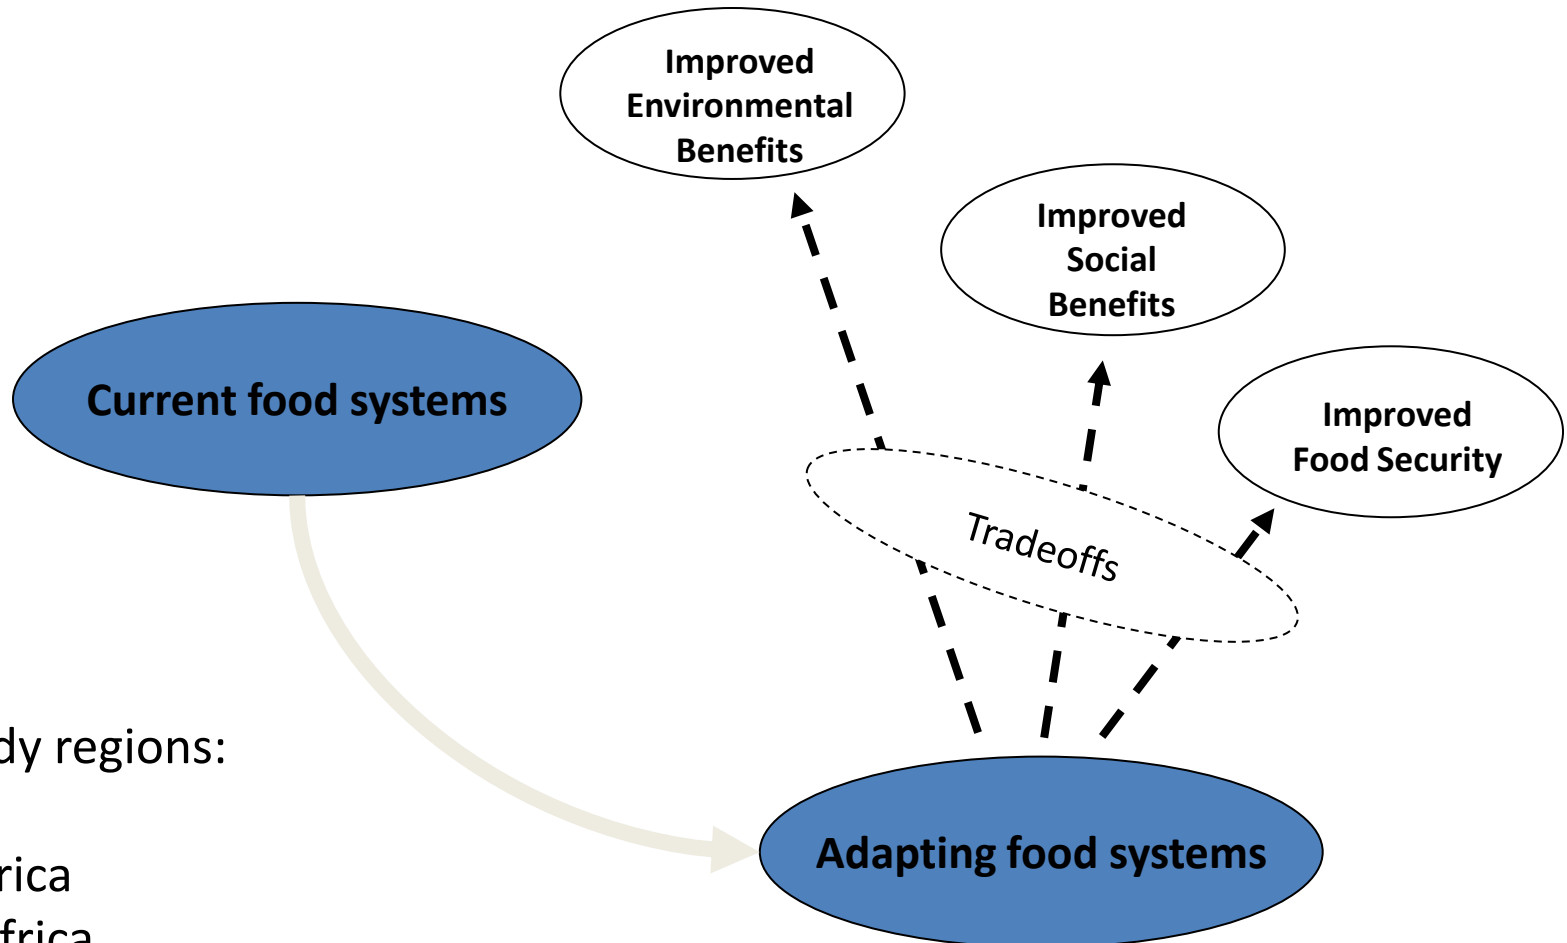 Improved
Environmental
Benefits
Improved
Social
Benefits
Current food systems
Improved
Food Security
Tradeoffs
dy regions:
Adapting food systems
rica
frica